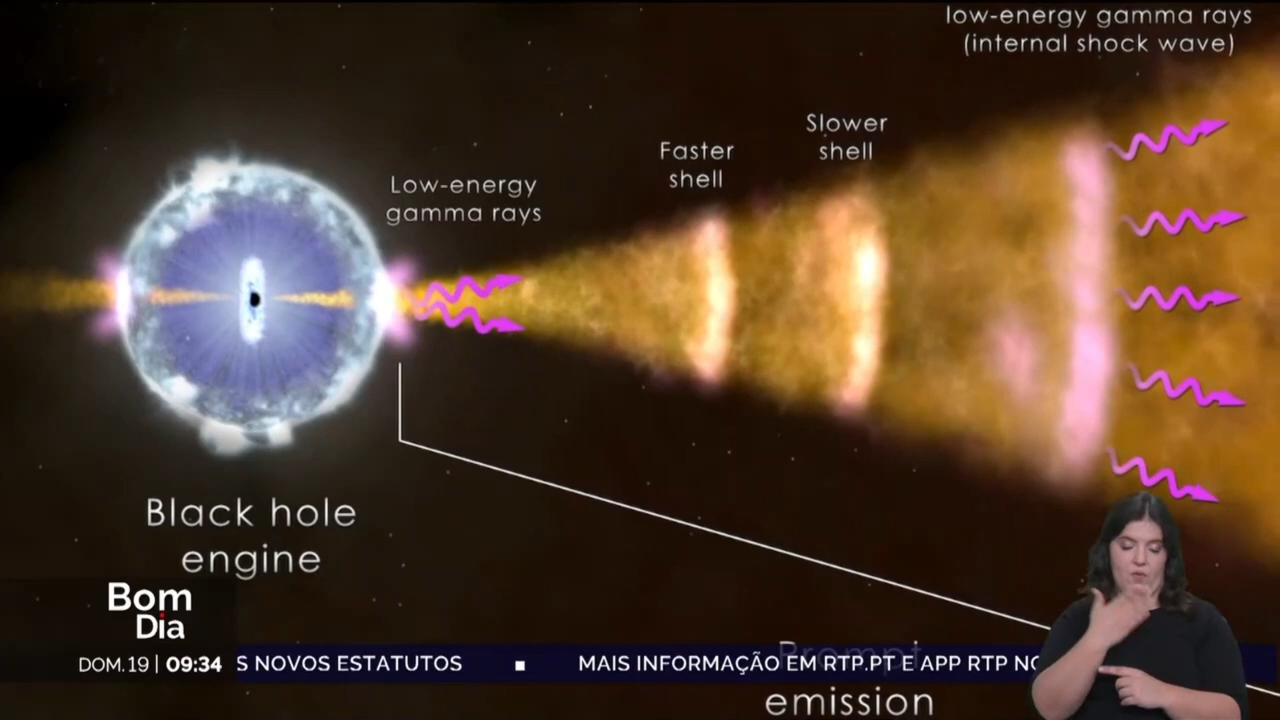 low-energy gamma rays
(internal shock wave)
Slower
shell
Faster
shell
Low-energy
gamma rays
Black hole
engine
Bom
Dia
DOM.19 | 09:34
S NOVOS ESTATUTOS ■ MAIS INFORMAÇÃO EM RTP.PT E APP RTP NO
Prompt
emission